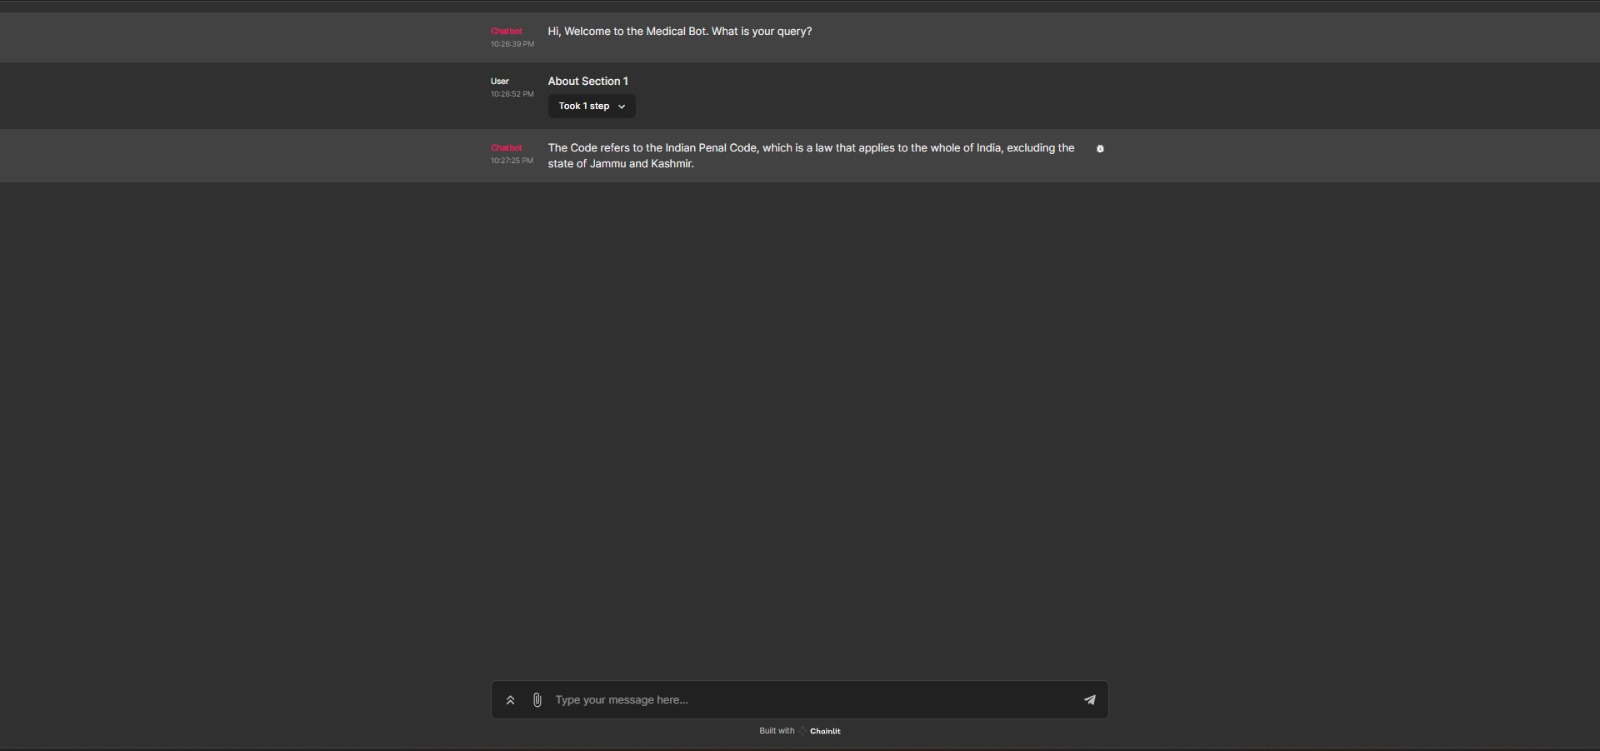 Chatbot
Hi, Welcome to the Medical Bot. What is your query?
10:26:39 PM
User
About Section 1
10:26:52 PM
Took 1 step
Chatbot
The Code refers to the Indian Penal Code, which is a law that applies to the whole of India, excluding the
10:27:25 PM
state of Jammu and Kashmir.
Type your message here...
Built with Chainlit